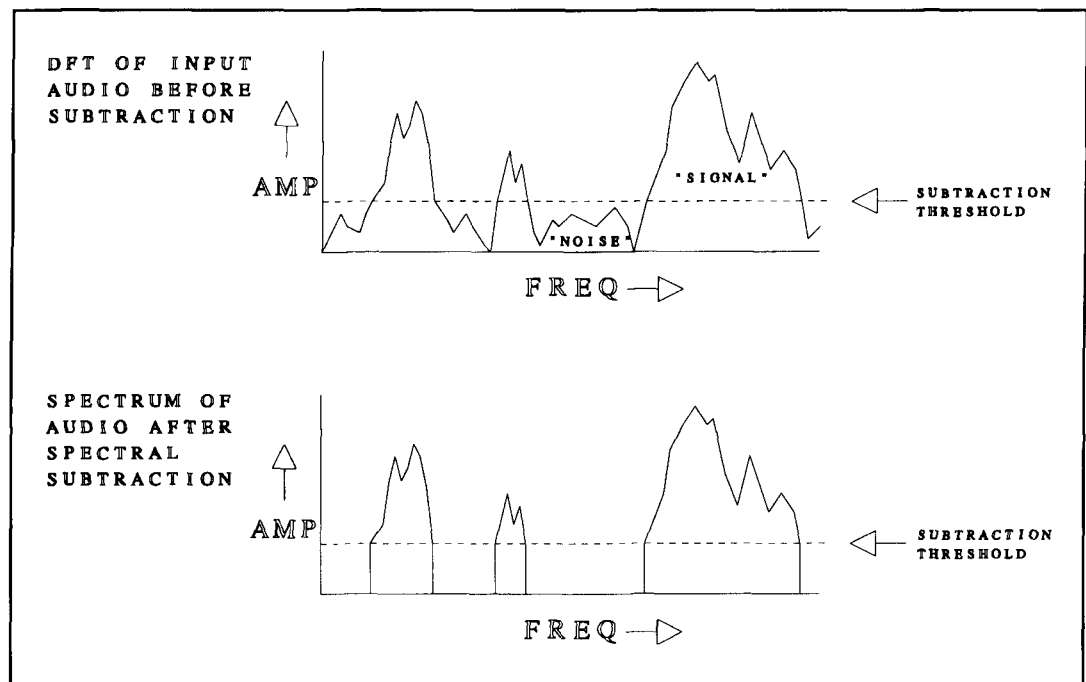 DFT OF INPUT
AUDIO BEFORE
SUBTRACTION
AMP
"SIGNAL"
SUBTRACTION
THRESHOLD
"NOISE"
FREQ
SPECTRUM OF
AUDIO AFTER
SPECTRAL
SUBTRACTION
AMP
SUBTRACTION
THRESHOLD
FREQ